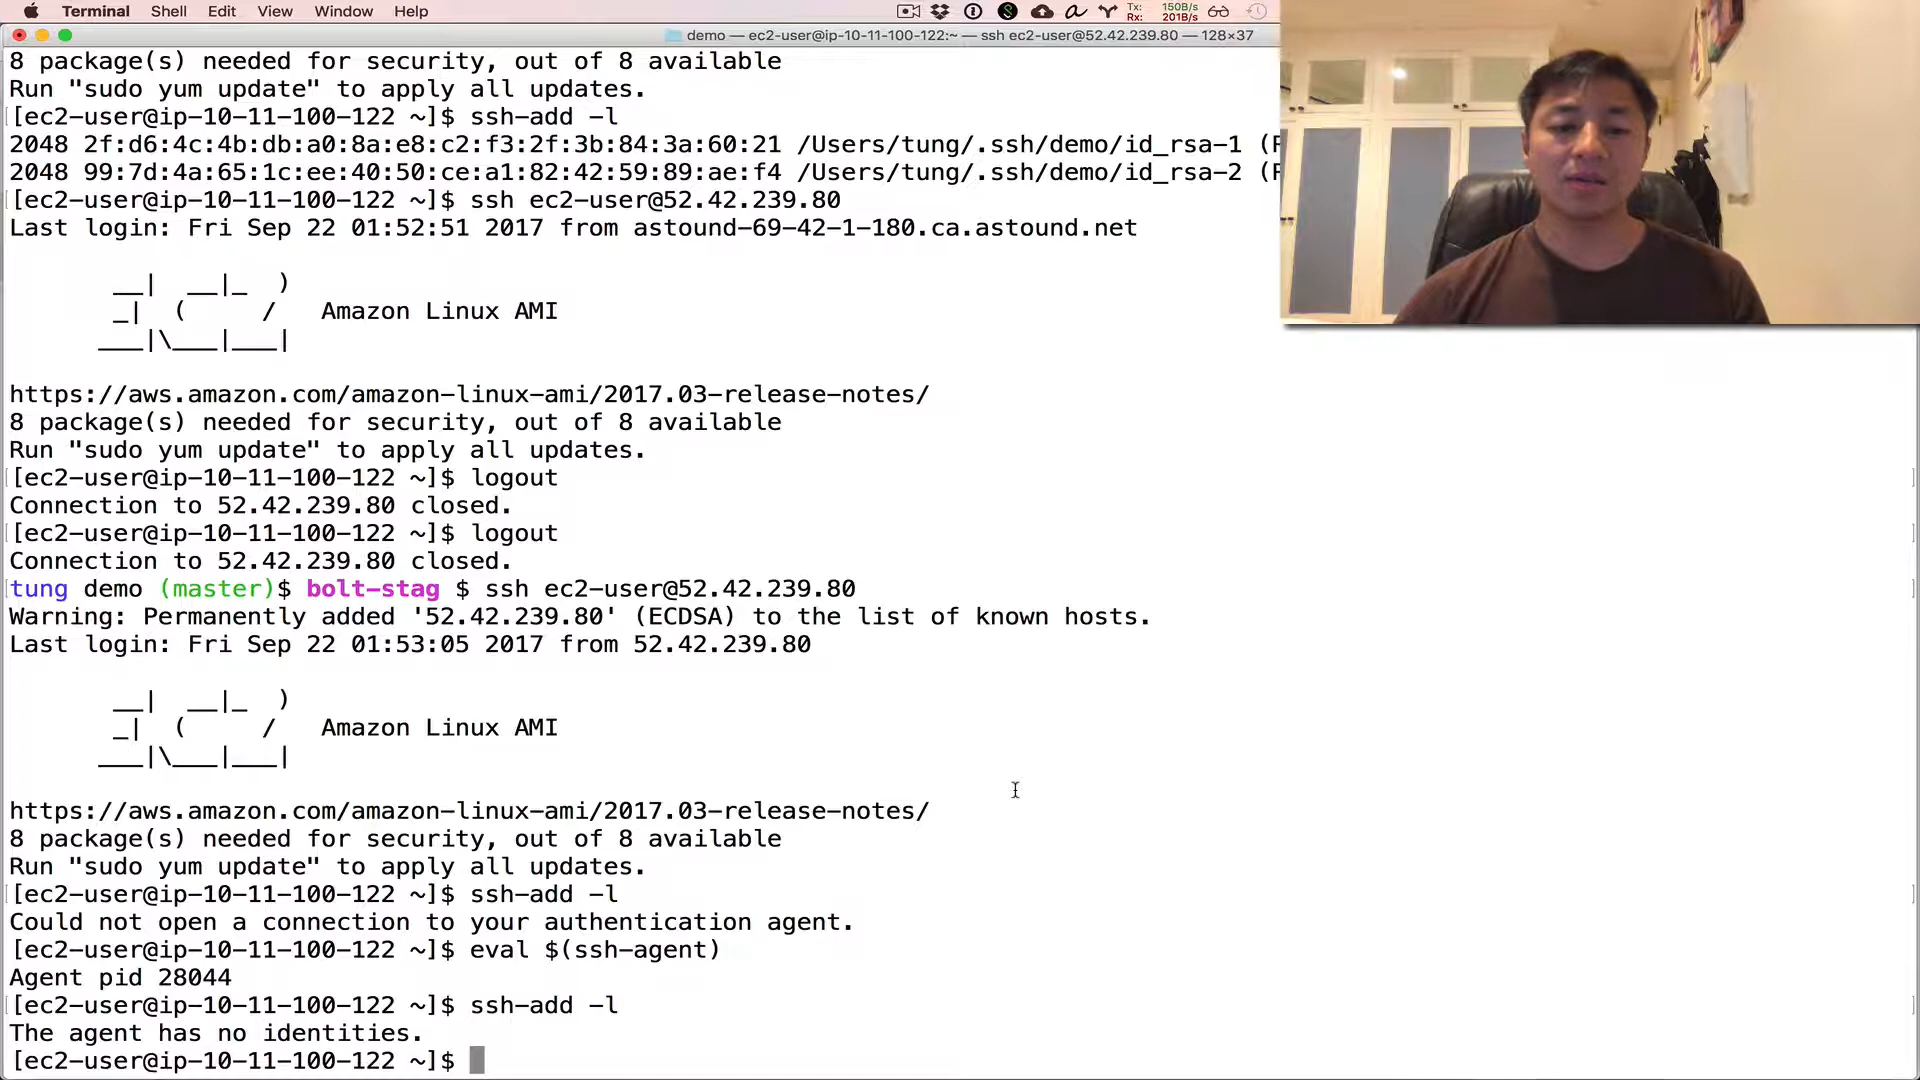 Terminal Shell Edit View Window Help
Tx: 150B/s
Rx: 201B/s
demo — ec2-user@ip-10-11-100-122:~ — ssh ec2-user@52.42.239.80 — 128×37
8 package(s) needed for security, out of 8 available
Run "sudo yum update" to apply all updates.
[ec2-user@ip-10-11-100-122 ~]$ ssh-add -l
2048 2f:d6:4c:4b:db:a0:8a:e8:c2:f3:2f:3b:84:3a:60:21 /Users/tung/.ssh/demo/id_rsa-1 (
2048 99:7d:4a:65:1c:ee:40:50:ce:a1:82:42:59:89:ae:f4 /Users/tung/.ssh/demo/id_rsa-2 (
[ec2-user@ip-10-11-100-122 ~]$ ssh ec2-user@52.42.239.80
Last login: Fri Sep 22 01:52:51 2017 from astound-69-42-1-180.ca.astound.net
       __|  __|_  )
       _|  (     /   Amazon Linux AMI
      ___|\___|___|
https://aws.amazon.com/amazon-linux-ami/2017.03-release-notes/
8 package(s) needed for security, out of 8 available
Run "sudo yum update" to apply all updates.
[ec2-user@ip-10-11-100-122 ~]$ logout
Connection to 52.42.239.80 closed.
[ec2-user@ip-10-11-100-122 ~]$ logout
Connection to 52.42.239.80 closed.
tung demo (master)$ bolt-stag $ ssh ec2-user@52.42.239.80
Warning: Permanently added '52.42.239.80' (ECDSA) to the list of known hosts.
Last login: Fri Sep 22 01:53:05 2017 from 52.42.239.80
       __|  __|_  )
       _|  (     /   Amazon Linux AMI
      ___|\___|___|
https://aws.amazon.com/amazon-linux-ami/2017.03-release-notes/
8 package(s) needed for security, out of 8 available
Run "sudo yum update" to apply all updates.
[ec2-user@ip-10-11-100-122 ~]$ ssh-add -l
Could not open a connection to your authentication agent.
[ec2-user@ip-10-11-100-122 ~]$ eval $(ssh-agent)
Agent pid 28044
[ec2-user@ip-10-11-100-122 ~]$ ssh-add -l
The agent has no identities.
[ec2-user@ip-10-11-100-122 ~]$